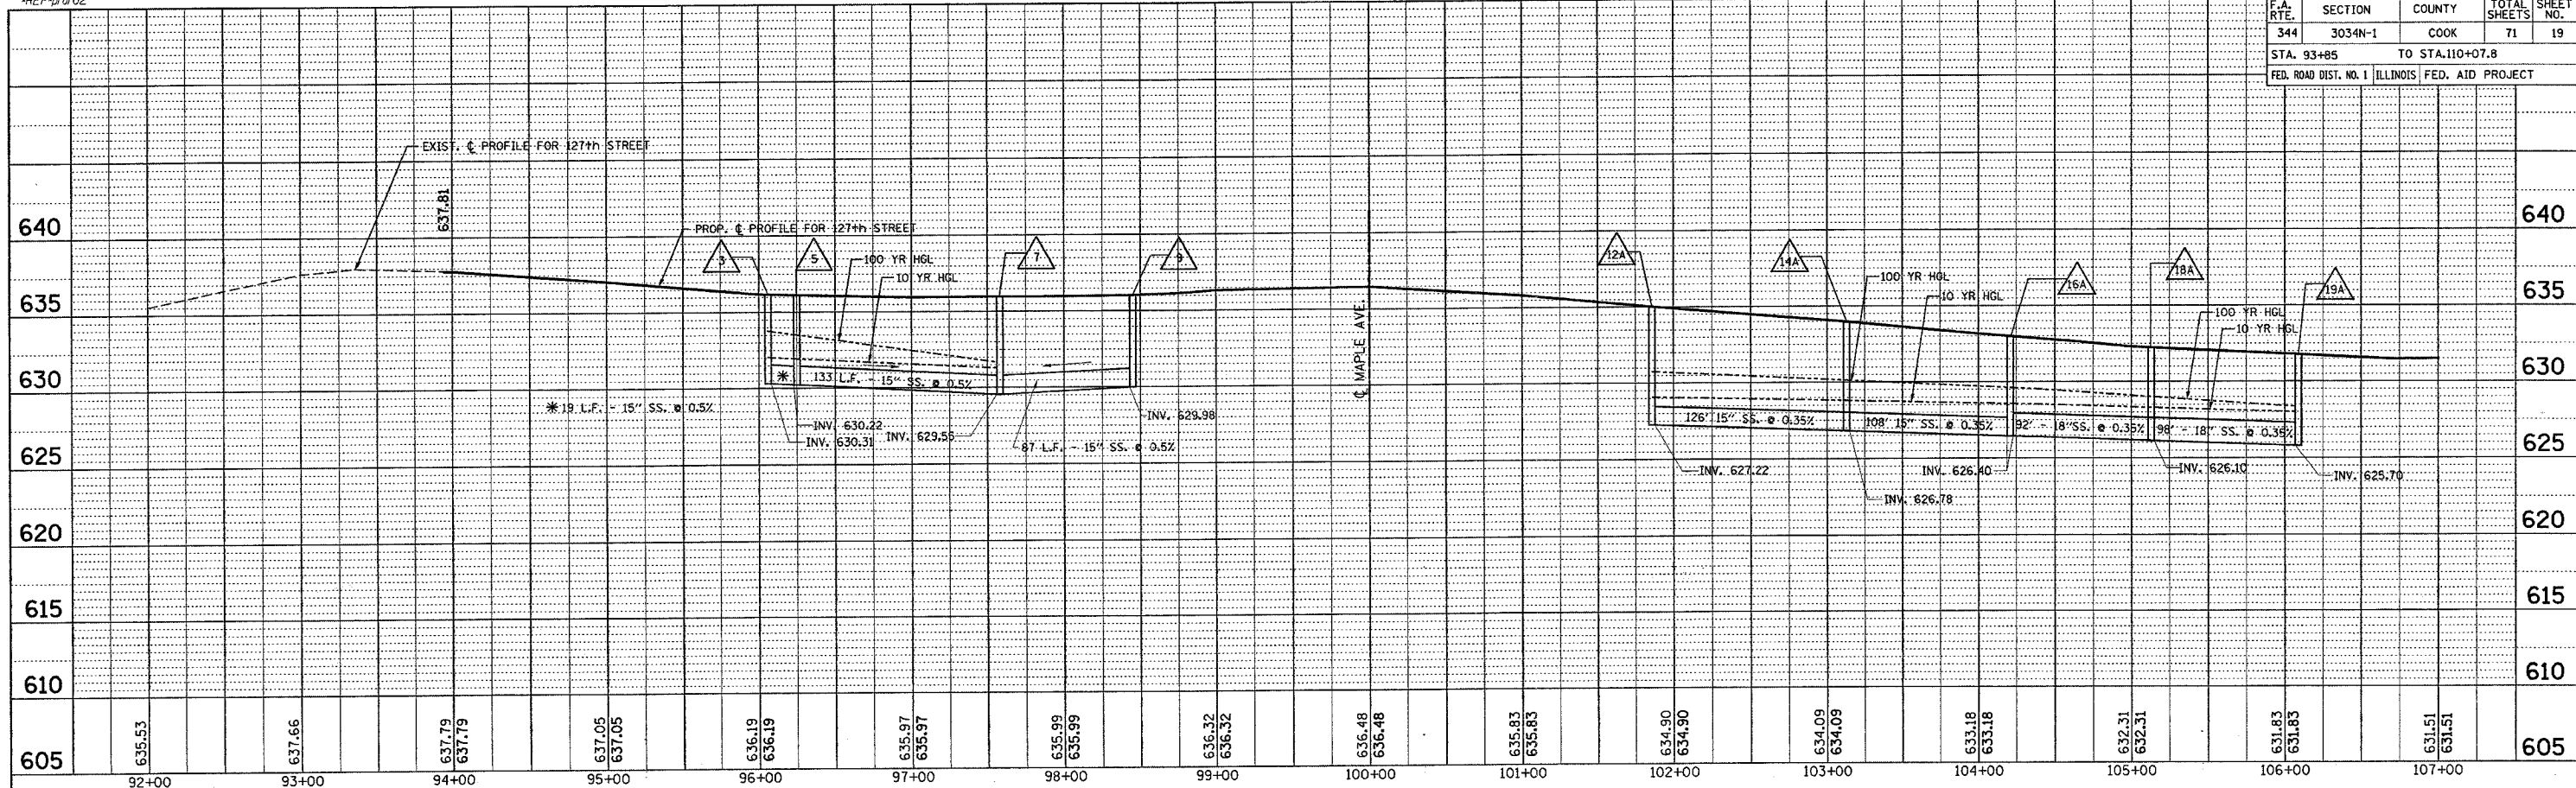 F.A. RTE. SECTION COUNTY TOTAL SHEETS SHEET NO.
344 3034N-1 COOK 71 19
STA. 93+85 TO STA.110+07.8
FED. ROAD DIST. NO. 1 ILLINOIS FED. AID PROJECT
EXIST. ℄ PROFILE FOR 127th STREET
637.81
PROP. ℄ PROFILE FOR 127th STREET
640
640
3
5
7
9
12A
14A
16A
18A
19A
100 YR HGL
10 YR HGL
100 YR HGL
10 YR HGL
100 YR HGL
10 YR HGL
635
635
℄ MAPLE AVE.
630
630
* 133 L.F. - 15" SS. @ 0.5%
* 19 L.F. - 15" SS. @ 0.5%
INV. 630.22
INV. 630.31
INV. 629.55
87 L.F. - 15" SS. @ 0.5%
INV. 629.98
126' 15" SS. @ 0.35%
108' 15" SS. @ 0.35%
92' - 18"SS. @ 0.35%
98' - 18" SS. @ 0.35%
625
625
INV. 627.22
INV. 626.78
INV. 626.40
INV. 626.10
INV. 625.70
620
620
615
615
610
610
635.53
637.66
637.79
637.79
637.05
637.05
636.19
636.19
635.97
635.97
635.99
635.99
636.32
636.32
636.48
636.48
635.83
635.83
634.90
634.90
634.09
634.09
633.18
633.18
632.31
632.31
631.83
631.83
631.51
631.51
605
605
92+00 93+00 94+00 95+00 96+00 97+00 98+00 99+00 100+00 101+00 102+00 103+00 104+00 105+00 106+00 107+00